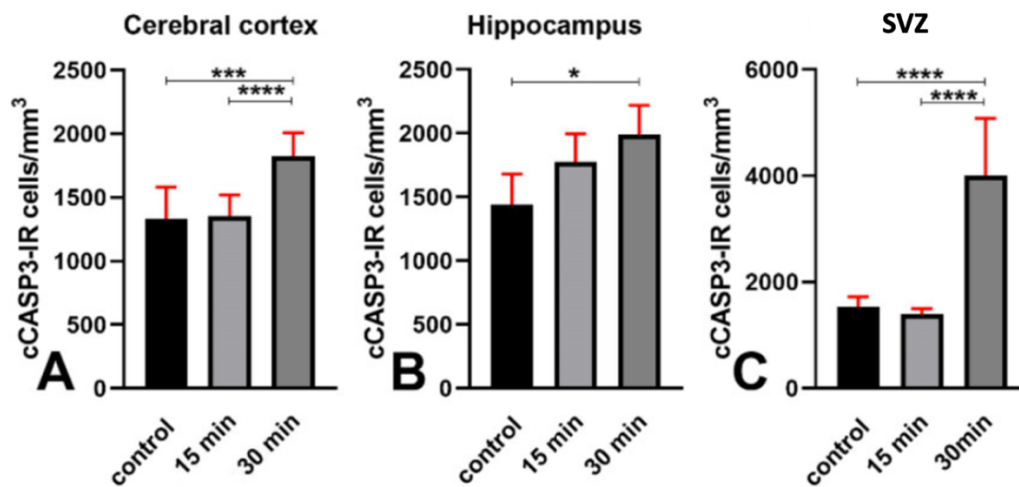 Cerebral cortex
cCASP3-IR cells/mm³
2500
2000
1500
1000
500
0
***
****
A
control
15 min
30 min
Hippocampus
cCASP3-IR cells/mm³
2500
2000
1500
1000
500
0
*
B
control
15 min
30 min
SVZ
cCASP3-IR cells/mm³
6000
4000
2000
0
****
****
C
control
15 min
30min